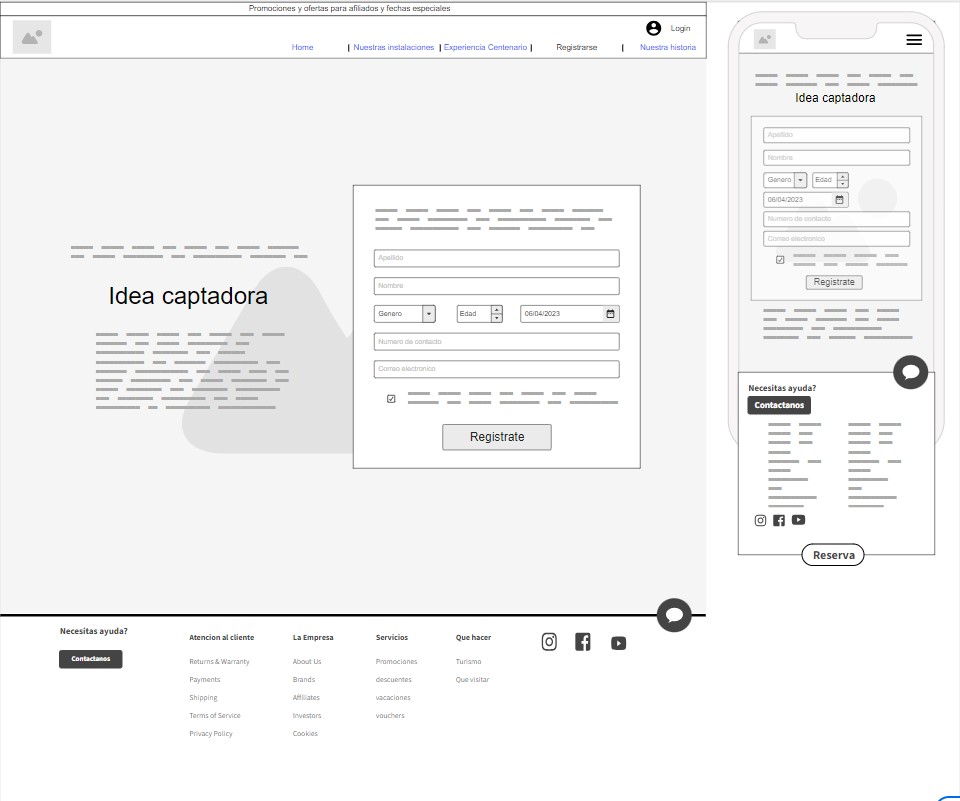 Promociones y ofertas para afiliados y fechas especiales
Login
Home | Nuestras instalaciones | Experiencia Centenario | Registrarse | Nuestra historia
Idea captadora
Apellido
Nombre
Genero Edad 06/04/2023
Numero de contacto
Correo electronico
Registrate
Necesitas ayuda?
Contactanos
Atencion al cliente
Returns & Warranty
Payments
Shipping
Terms of Service
Privacy Policy
La Empresa
About Us
Brands
Affiliates
Investors
Cookies
Servicios
Promociones
descuentes
vacaciones
vouchers
Que hacer
Turismo
Que visitar
Idea captadora
Apellido
Nombre
Genero Edad
06/04/2023
Numero de contacto
Correo electronico
Registrate
Necesitas ayuda?
Contactanos
Reserva